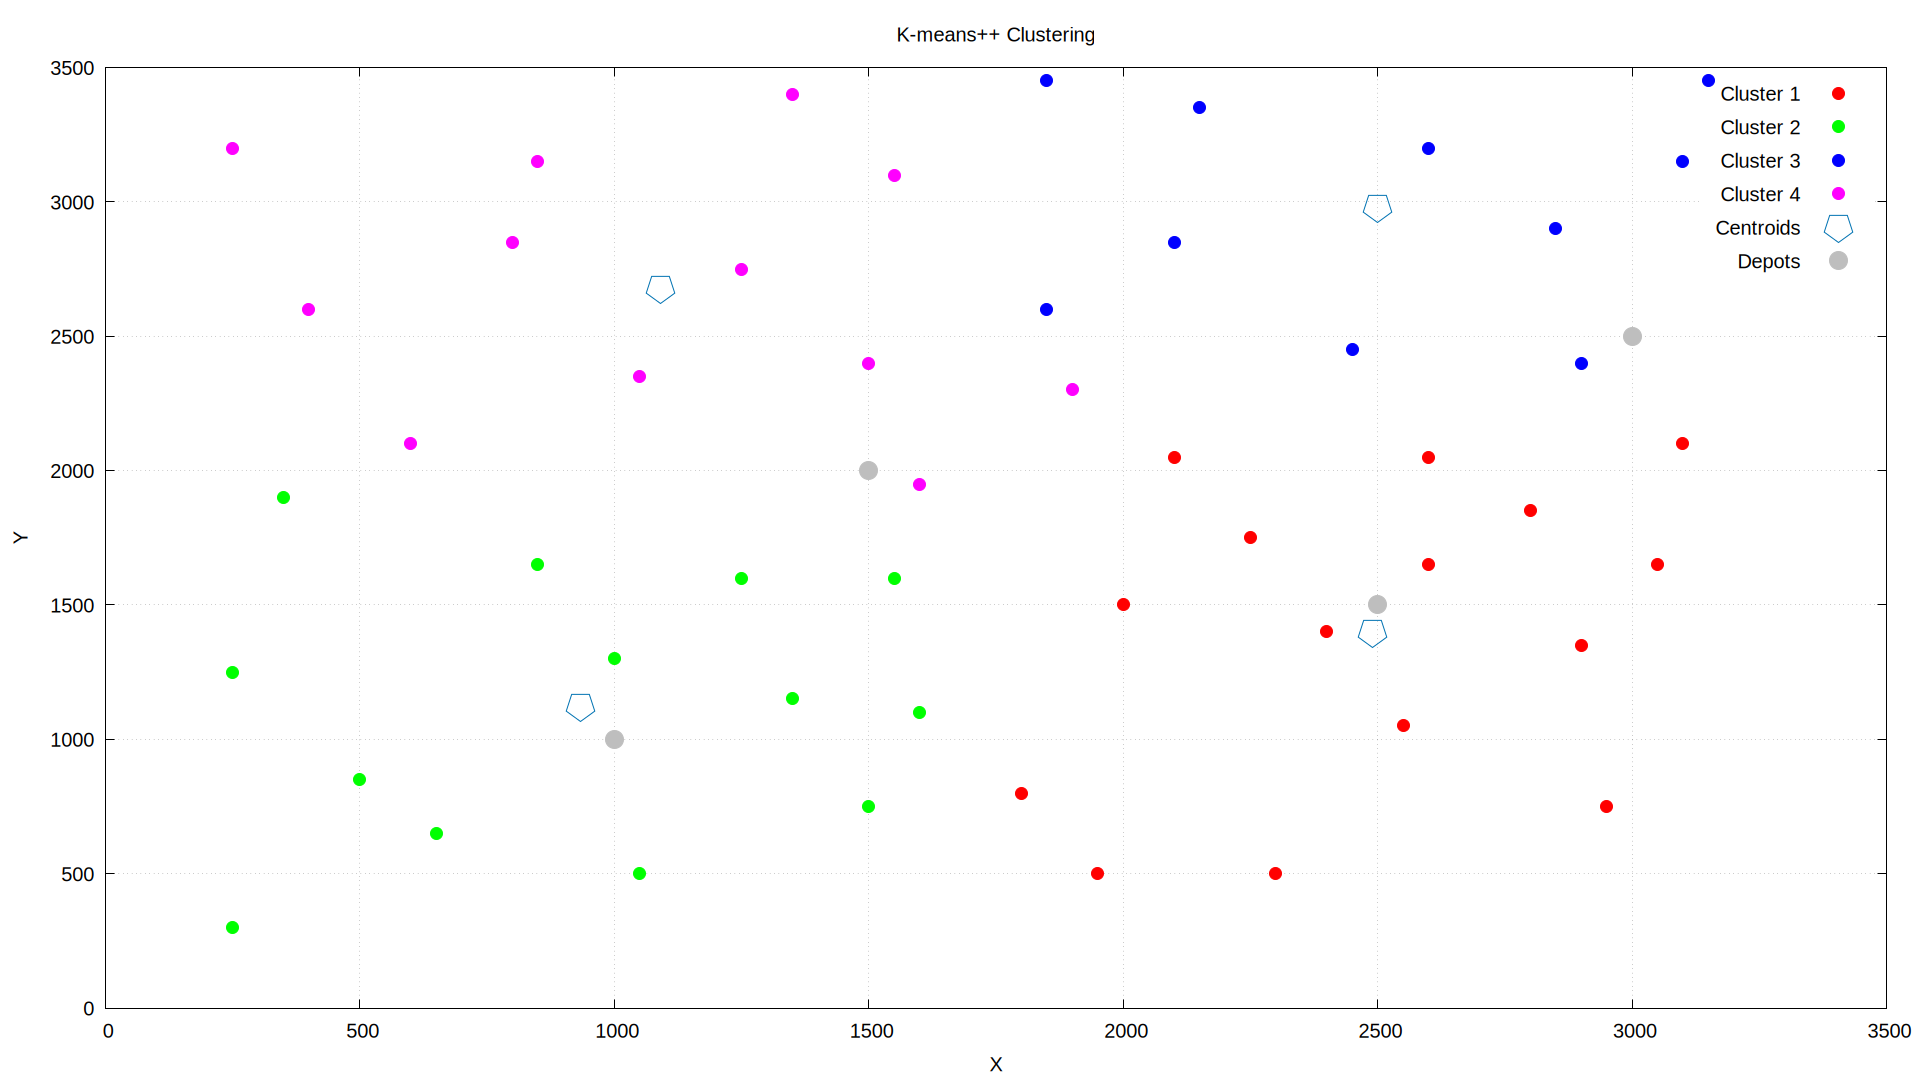 K-means++ Clustering
3500
3000
2500
2000
1500
1000
500
0
Y
Cluster 1
Cluster 2
Cluster 3
Cluster 4
Centroids
Depots
0 500 1000 1500 2000 2500 3000 3500
X